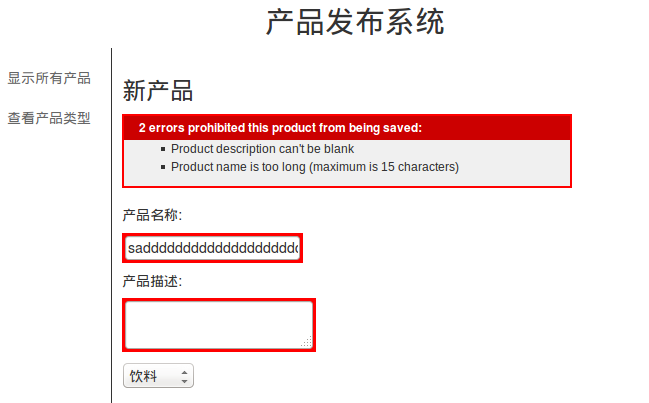 产品发布系统
显示所有产品
查看产品类型
新产品
2 errors prohibited this product from being saved:
Product description can't be blank
Product name is too long (maximum is 15 characters)
产品名称:
sadddddddddddddddddddd
产品描述:
饮料